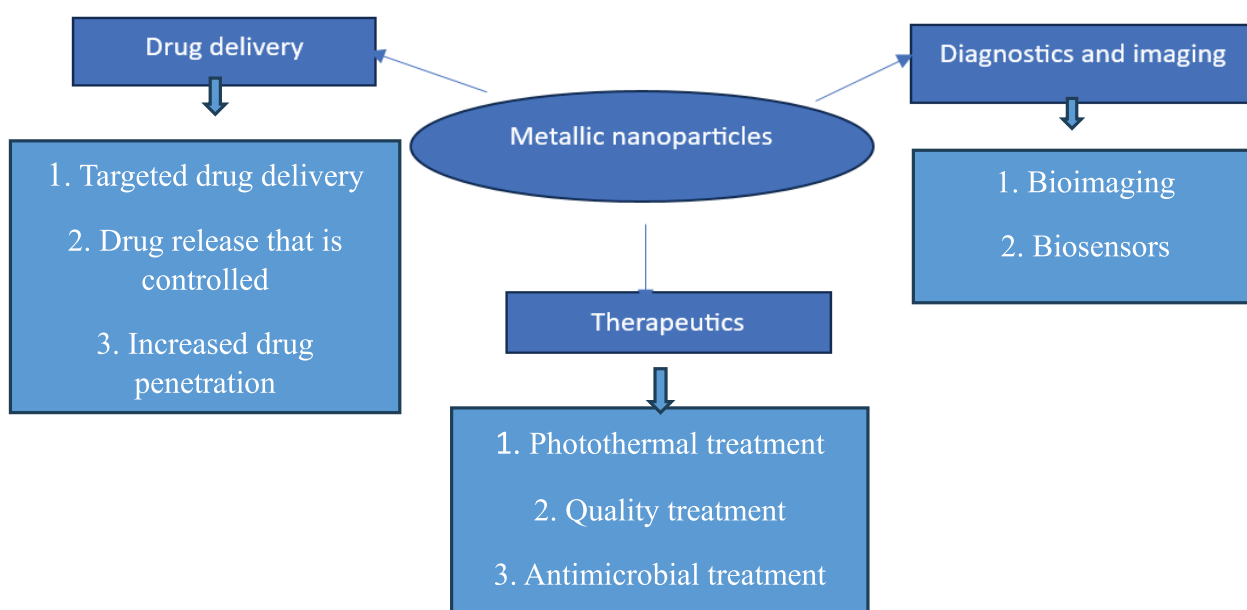 Drug delivery
Diagnostics and imaging
Metallic nanoparticles
1. Targeted drug delivery
2. Drug release that is
controlled
3. Increased drug
penetration
1. Bioimaging
2. Biosensors
Therapeutics
1. Photothermal treatment
2. Quality treatment
3. Antimicrobial treatment